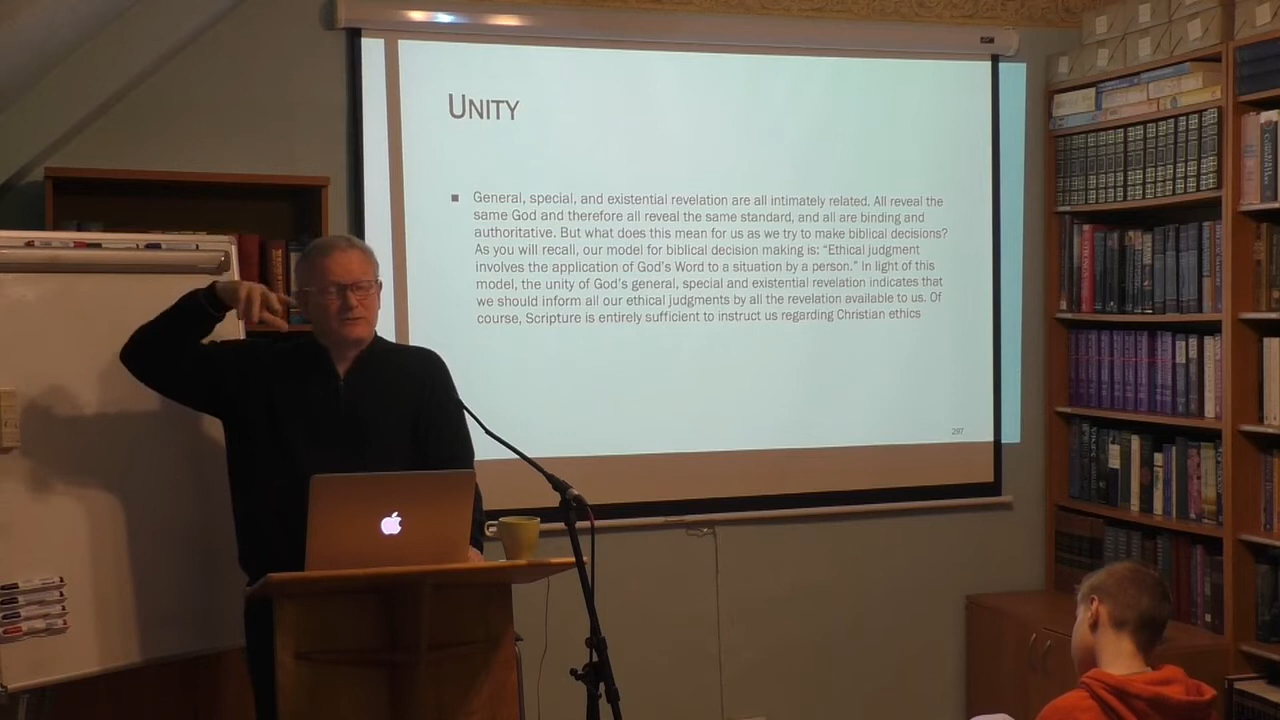 UNITY
■ General, special, and existential revelation are all intimately related. All reveal the
same God and therefore all reveal the same standard, and all are binding and
authoritative. But what does this mean for us as we try to make biblical decisions?
As you will recall, our model for biblical decision making is: “Ethical judgment
involves the application of God’s Word to a situation by a person.” In light of this
model, the unity of God’s general, special and existential revelation indicates that
we should inform all our ethical judgments by all the revelation available to us. Of
course, Scripture is entirely sufficient to instruct us regarding Christian ethics
297